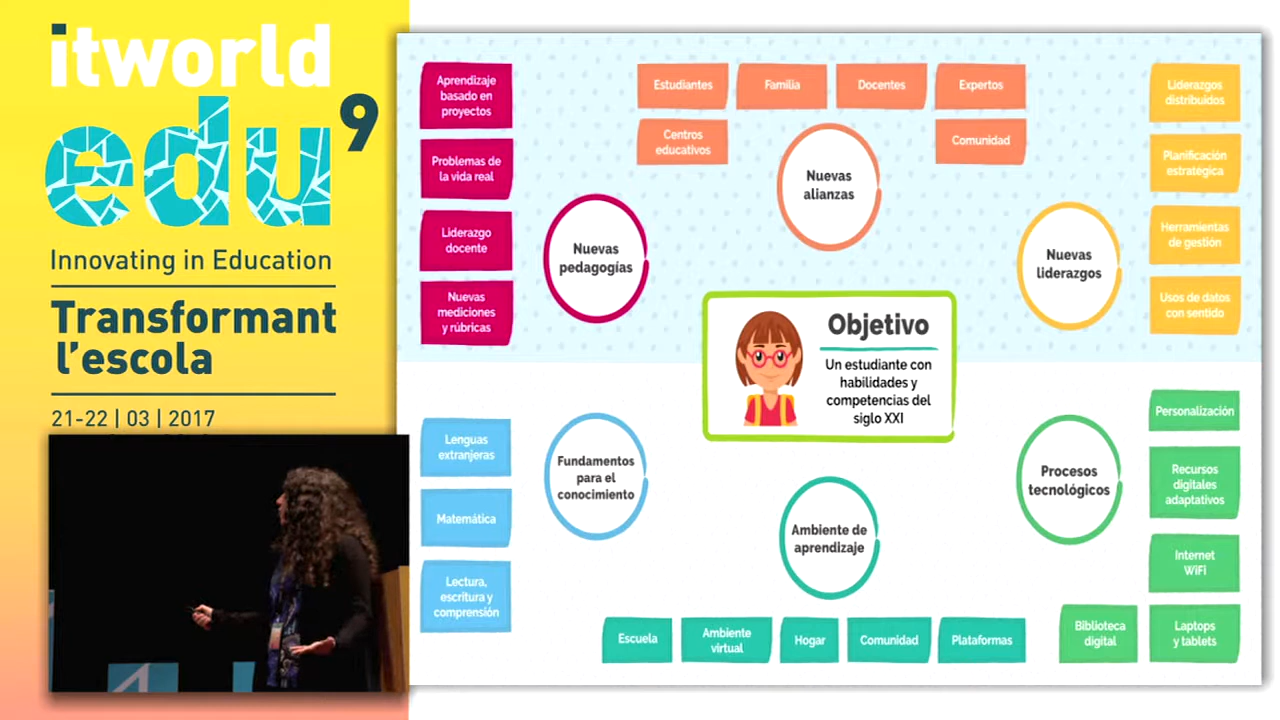 itworld
edu⁹
Innovating in Education
Transformant
l'escola
21-22 | 03 | 2017
Aprendizaje
basado en
proyectos
Problemas de
la vida real
Liderazgo
docente
Nuevas
mediciones
y rúbricas
Nuevas
pedagogías
Estudiantes
Familia
Docentes
Expertos
Centros
educativos
Comunidad
Nuevas
alianzas
Nuevas
liderazgos
Liderazgos
distribuidos
Planificación
estratégica
Herramientas
de gestión
Usos de datos
con sentido
Objetivo
Un estudiante con
habilidades y
competencias del
siglo XXI
Lenguas
extranjeras
Matemática
Lectura,
escritura y
comprensión
Fundamentos
para el
conocimiento
Ambiente de
aprendizaje
Escuela
Ambiente
virtual
Hogar
Comunidad
Plataformas
Procesos
tecnológicos
Personalización
Recursos
digitales
adaptativos
Internet
WiFi
Biblioteca
digital
Laptops
y tablets